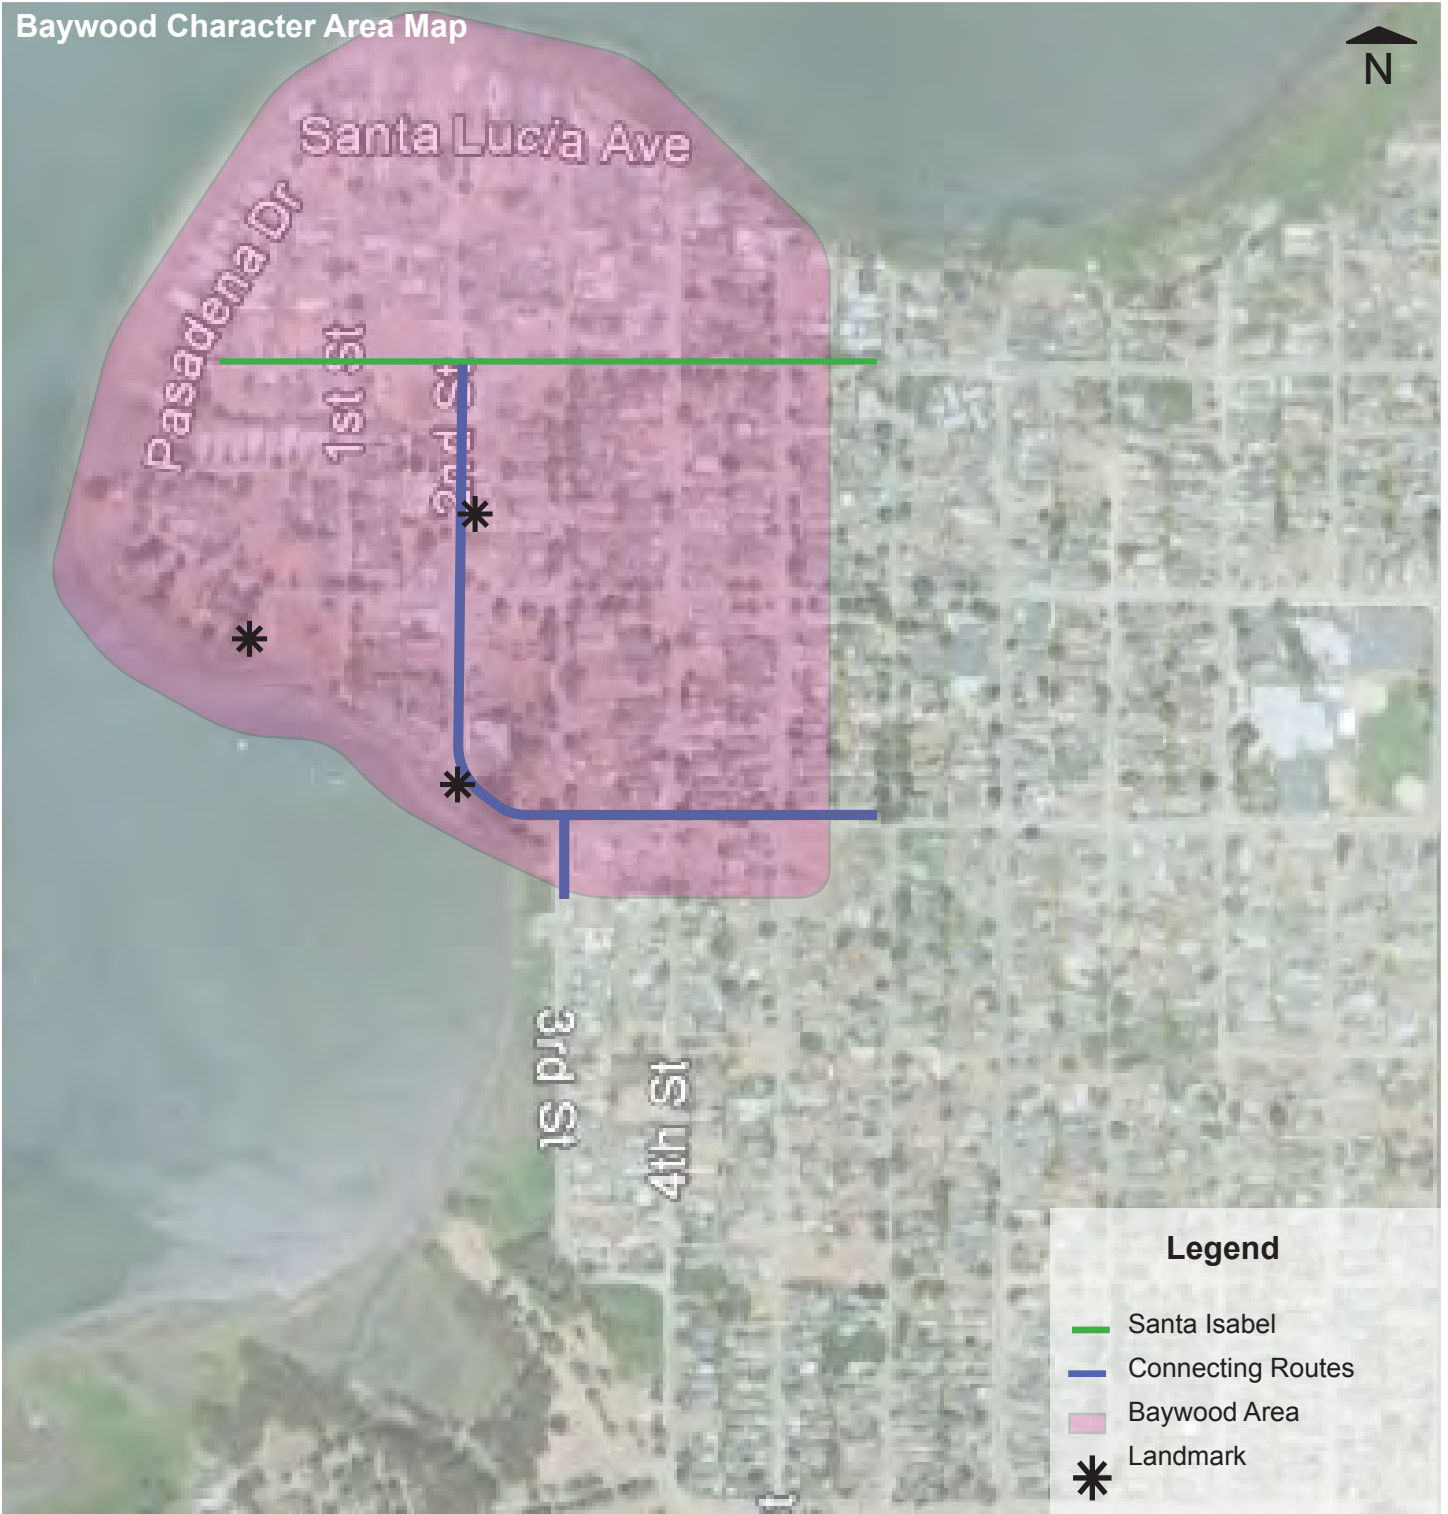 Baywood Character Area Map
N
Santa Lucia Ave
Pasadena Dr
1st St
2nd St
3rd St
4th St
Legend
Santa Isabel
Connecting Routes
Baywood Area
Landmark